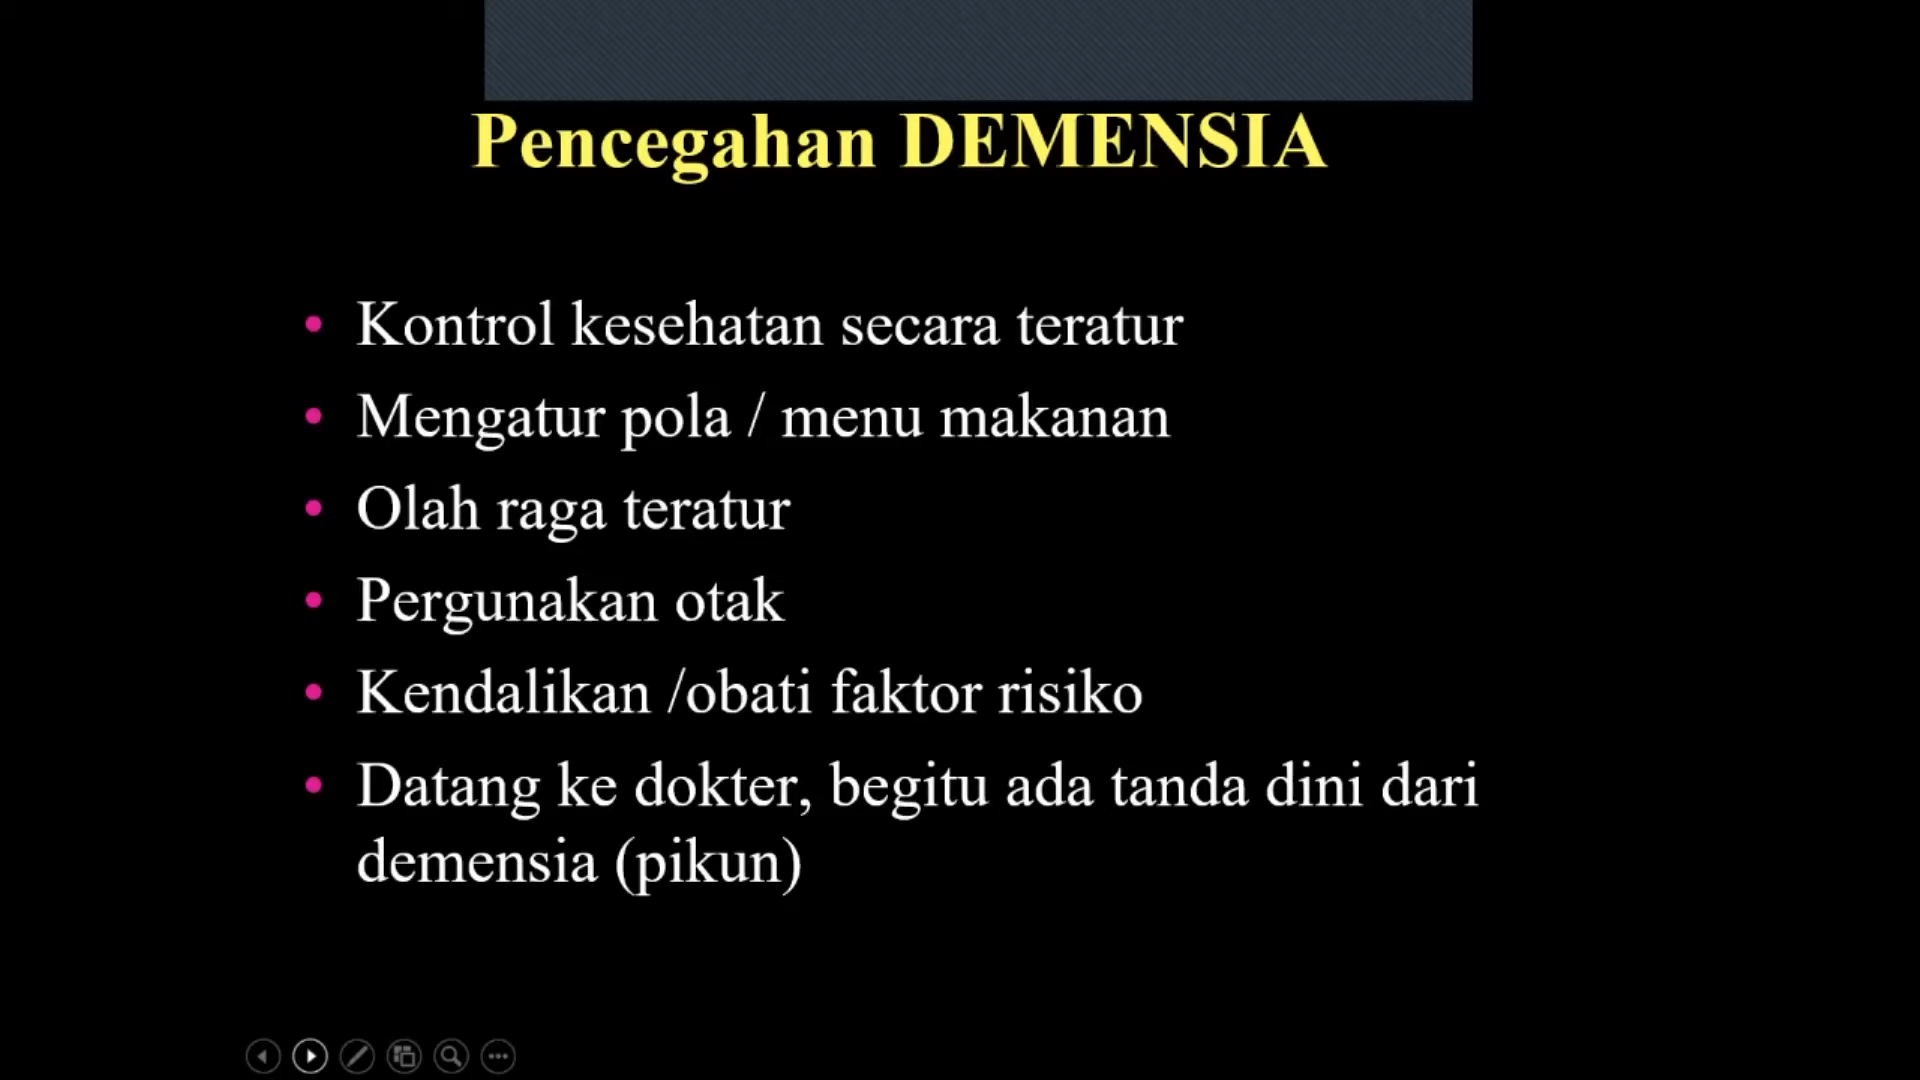 Pencegahan DEMENSIA
• Kontrol kesehatan secara teratur
• Mengatur pola / menu makanan
• Olah raga teratur
• Pergunakan otak
• Kendalikan /obati faktor risiko
• Datang ke dokter, begitu ada tanda dini dari
demensia (pikun)